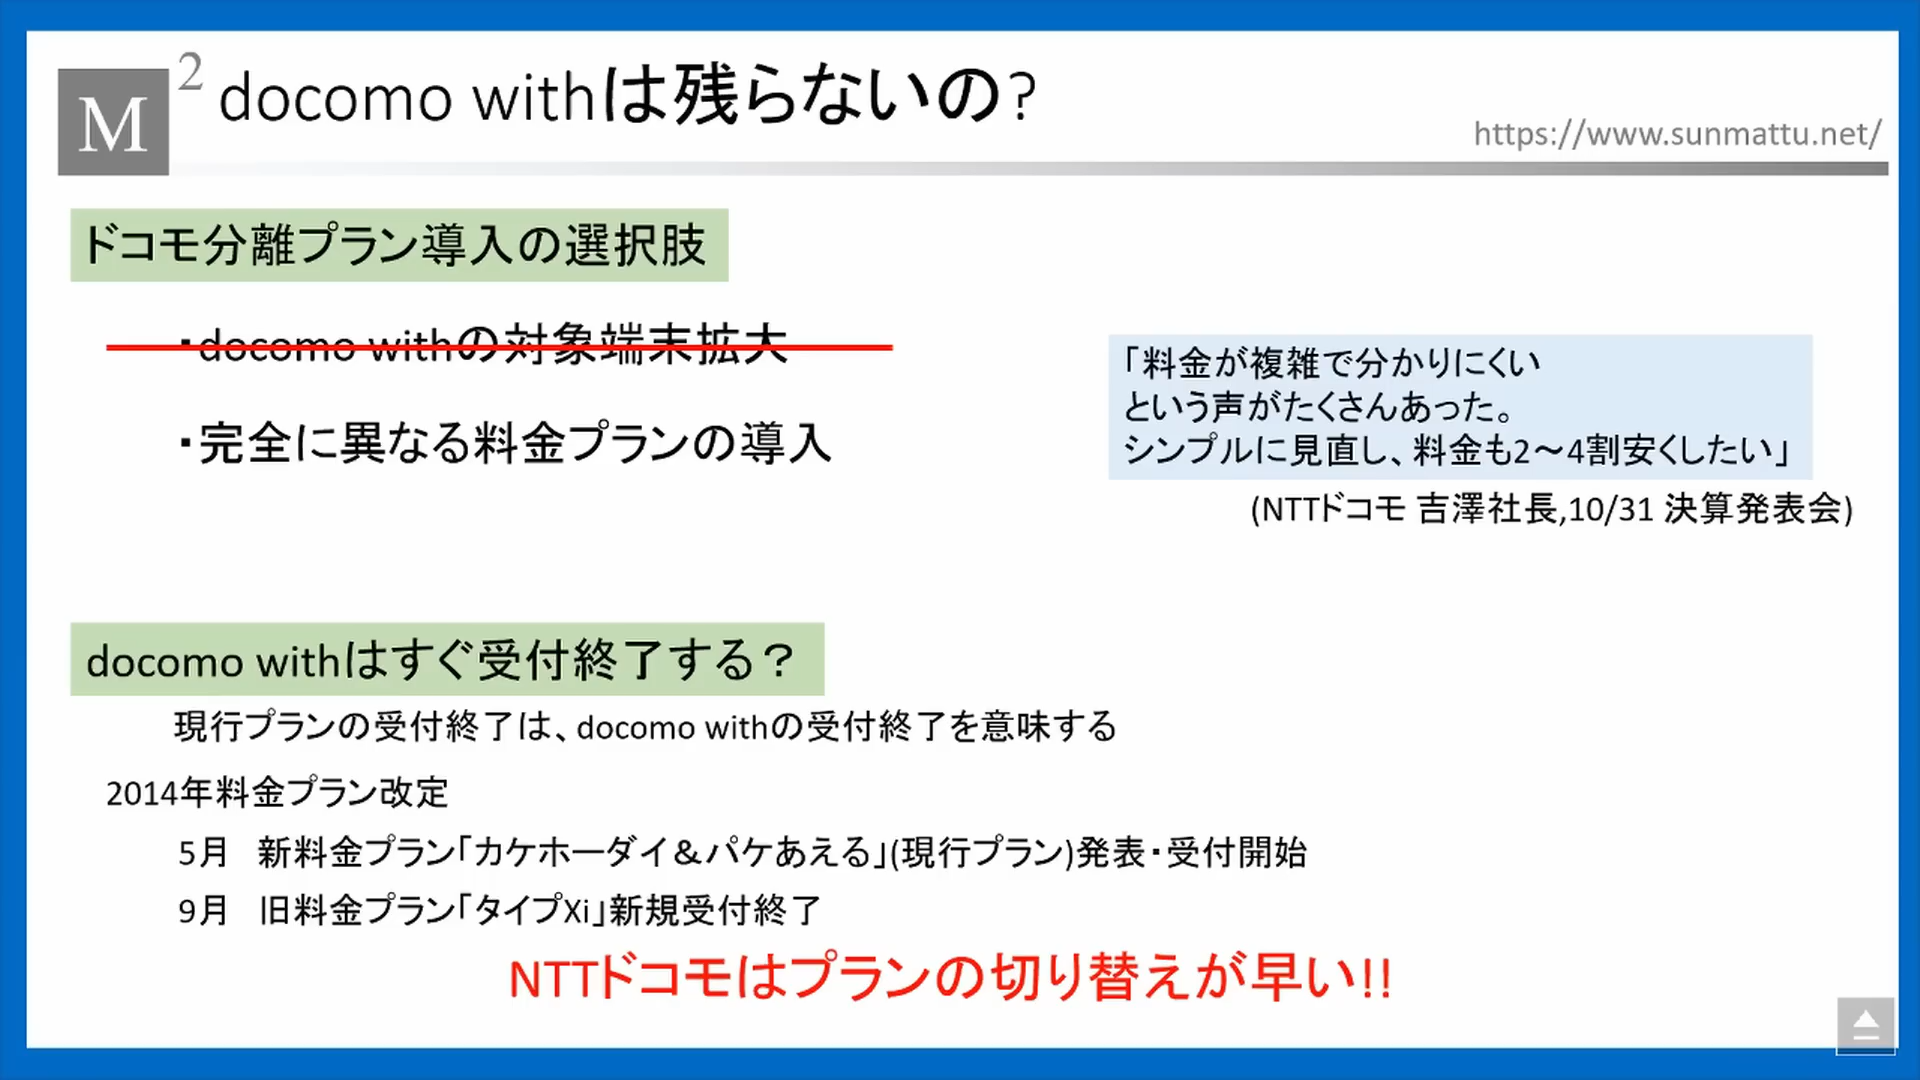 M 2
docomo withは残らないの?
https://www.sunmattu.net/
ドコモ分離プラン導入の選択肢
・docomo withの対象端末拡大
・完全に異なる料金プランの導入
「料金が複雑で分かりにくい
という声がたくさんあった。
シンプルに見直し、料金も2～4割安くしたい」
(NTTドコモ 吉澤社長,10/31 決算発表会)
docomo withはすぐ受付終了する？
現行プランの受付終了は、docomo withの受付終了を意味する
2014年料金プラン改定
5月　新料金プラン「カケホーダイ＆パケあえる」(現行プラン)発表・受付開始
9月　旧料金プラン「タイプXi」新規受付終了
NTTドコモはプランの切り替えが早い!!